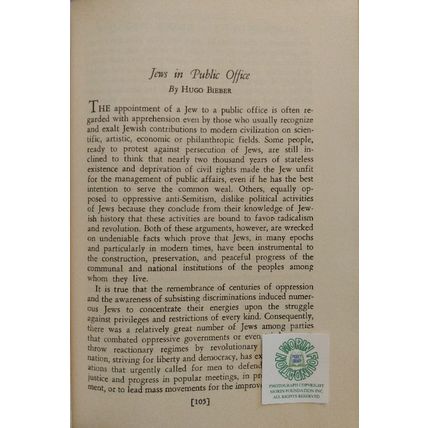 Jews in Public Office
By HUGO BIEBER
THE appointment of a Jew to a public office is often re-
garded with apprehension even by those who usually recognize
and exalt Jewish contributions to modern civilization on scien-
tific, artistic, economic or philanthropic fields. Some people,
ready to protest against persecution of Jews, are still in-
clined to think that nearly two thousand years of stateless
existence and deprivation of civil rights made the Jew unfit
for the management of public affairs, even if he has the best
intention to serve the common weal. Others, equally op-
posed to oppressive anti-Semitism, dislike political activities
of Jews because they conclude from their knowledge of Jew-
ish history that these activities are bound to favor radicalism
and revolution. Both of these arguments, however, are wrecked
on undeniable facts which prove that Jews, in many epochs
and particularly in modern times, have been instrumental to
the construction, preservation, and peaceful progress of the
communal and national institutions of the peoples among
whom they live.
It is true that the remembrance of centuries of oppression
and the awareness of subsisting discriminations induced numer-
ous Jews to concentrate their energies upon the struggle
against privileges and restrictions of every kind. Consequently,
there was a relatively great number of Jews among parties
that combated oppressive governments or even
throw reactionary regimes by revolutionary
nation, striving for liberty and democracy, has ex
ations that urgently called for men to defend
justice and progress in popular meetings, in pr
ment, or to lead mass movements for the improve
[105]
MORIN FOUNDATION
PHOTOGRAPH COPYRIGHT
MORIN FOUNDATION INC.
ALL RIGHTS RESERVED